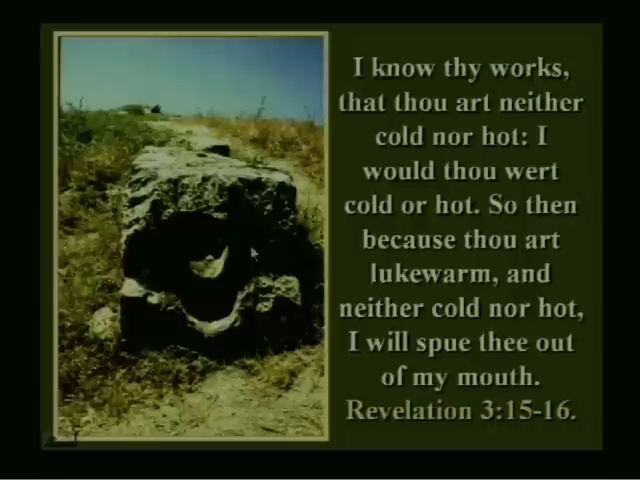 I know thy works,
that thou art neither
cold nor hot: I
would thou wert
cold or hot. So then
because thou art
lukewarm, and
neither cold nor hot,
I will spue thee out
of my mouth.
Revelation 3:15-16.